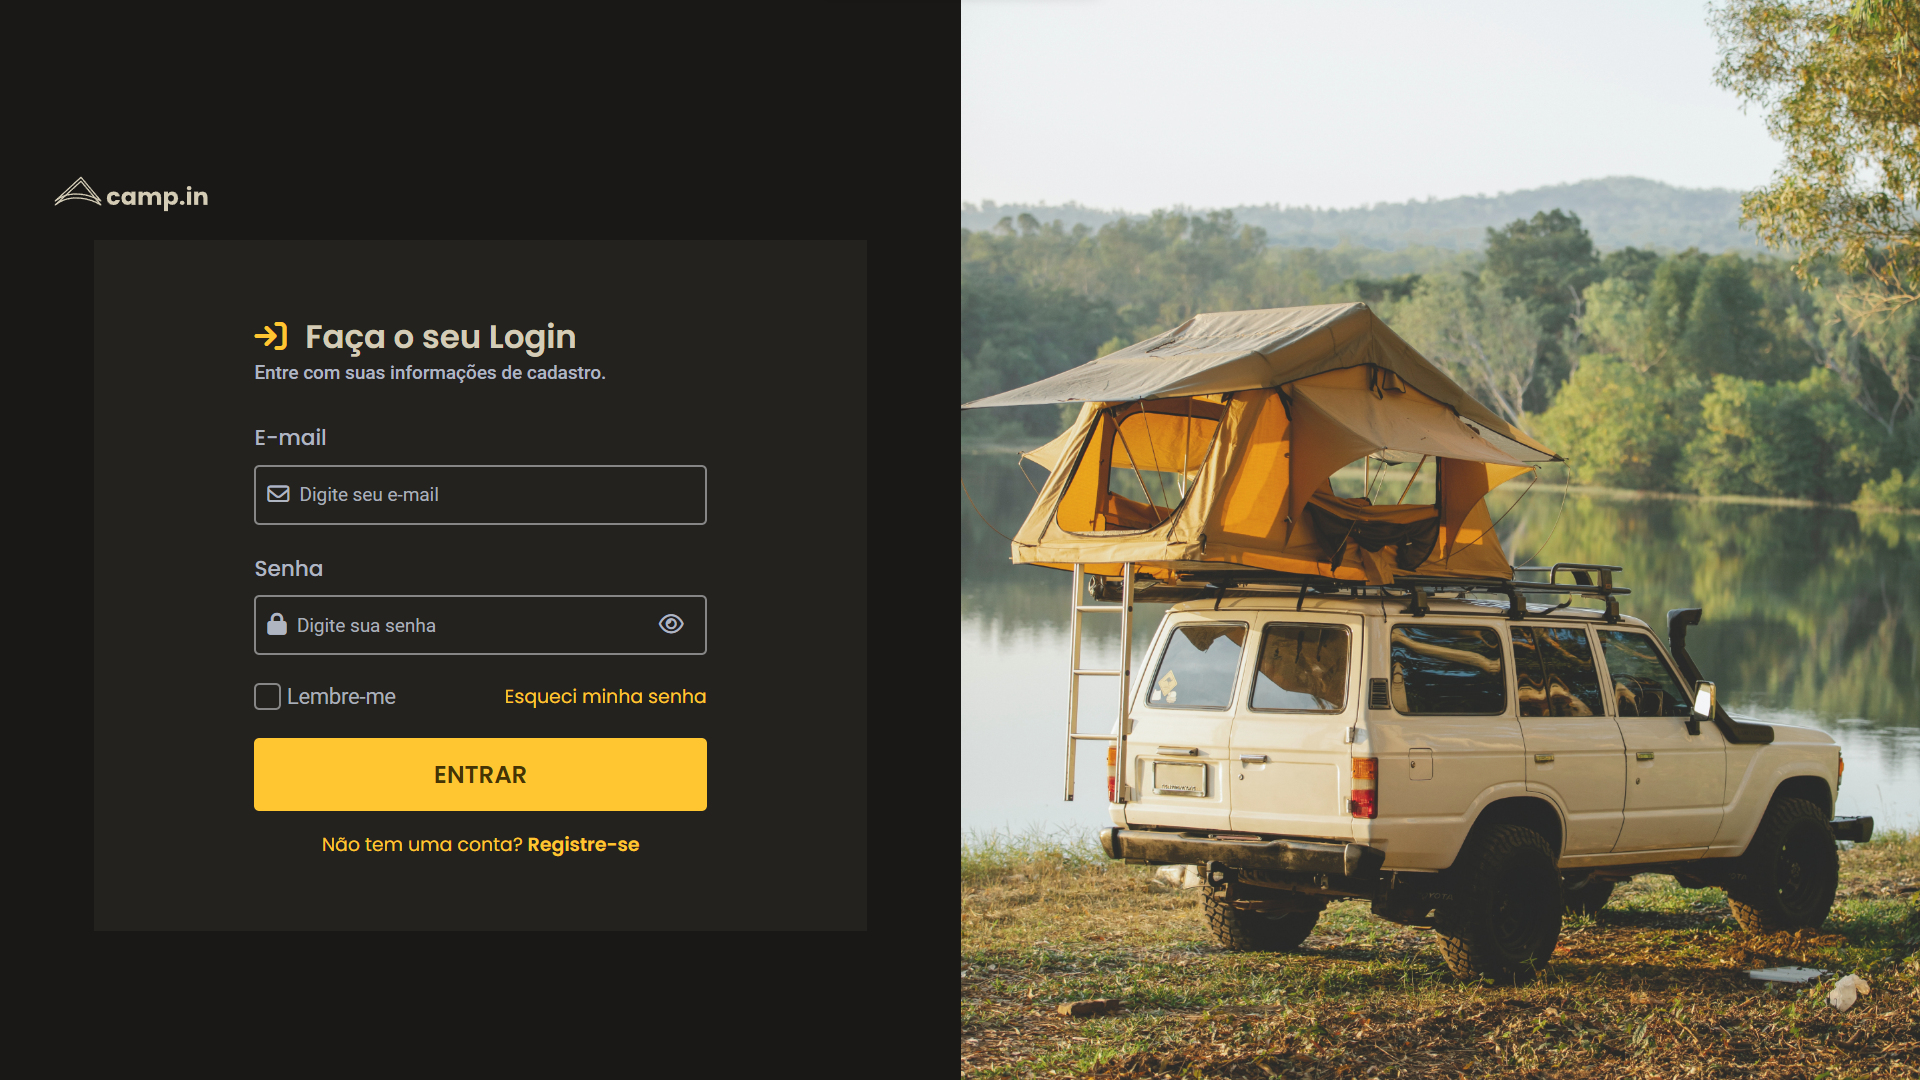 camp.in
Faça o seu Login
Entre com suas informações de cadastro.
E-mail
Digite seu e-mail
Senha
Digite sua senha
Lembre-me Esqueci minha senha
ENTRAR
Não tem uma conta? Registre-se